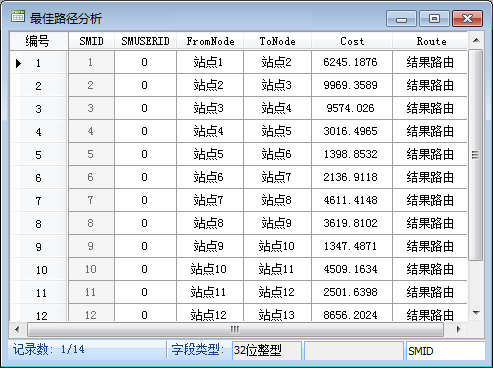 最佳路径分析
编号 SMID SMUSERID FromNode ToNode Cost Route
1 1 0 站点1 站点2 6245.1876 结果路由
2 2 0 站点2 站点3 9969.3589 结果路由
3 3 0 站点3 站点4 9574.026 结果路由
4 4 0 站点4 站点5 3016.4965 结果路由
5 5 0 站点5 站点6 1398.8532 结果路由
6 6 0 站点6 站点7 2136.9118 结果路由
7 7 0 站点7 站点8 4611.4148 结果路由
8 8 0 站点8 站点9 3619.8102 结果路由
9 9 0 站点9 站点10 1347.4871 结果路由
10 10 0 站点10 站点11 4509.1634 结果路由
11 11 0 站点11 站点12 2501.6398 结果路由
12 12 0 站点12 站点13 8656.2024 结果路由
记录数: 1/14 字段类型: 32位整型 SMID